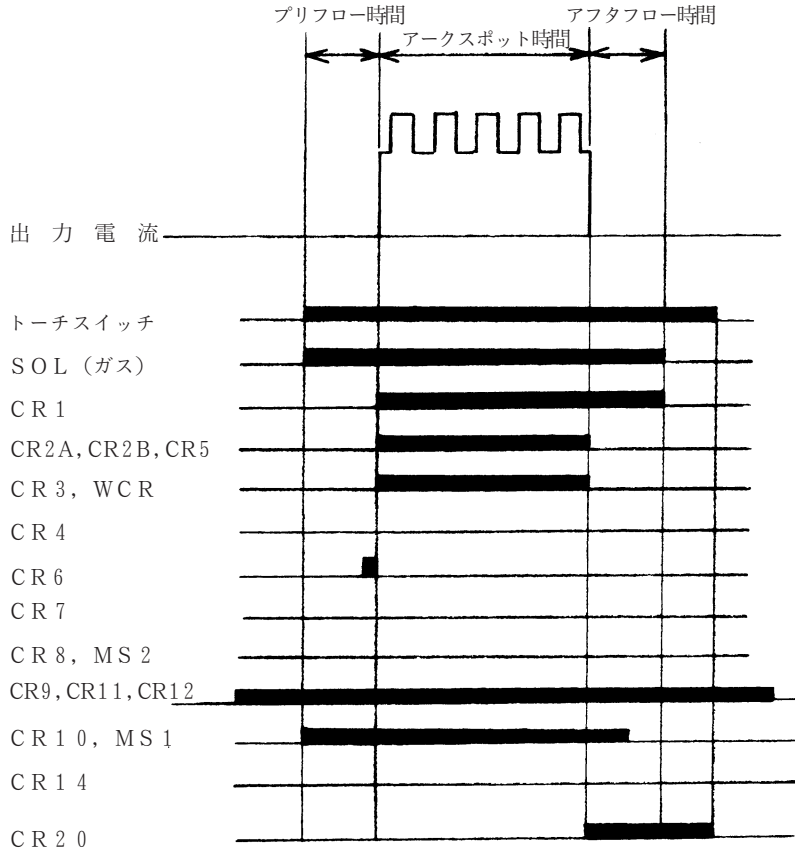 プリフロー時間
アフタフロー時間
アークスポット時間
出力電流
トーチスイッチ
SOL(ガス)
CR1
CR2A,CR2B,CR5
CR3,WCR
CR4
CR6
CR7
CR8,MS2
CR9,CR11,CR12
CR10,MS1
CR14
CR20